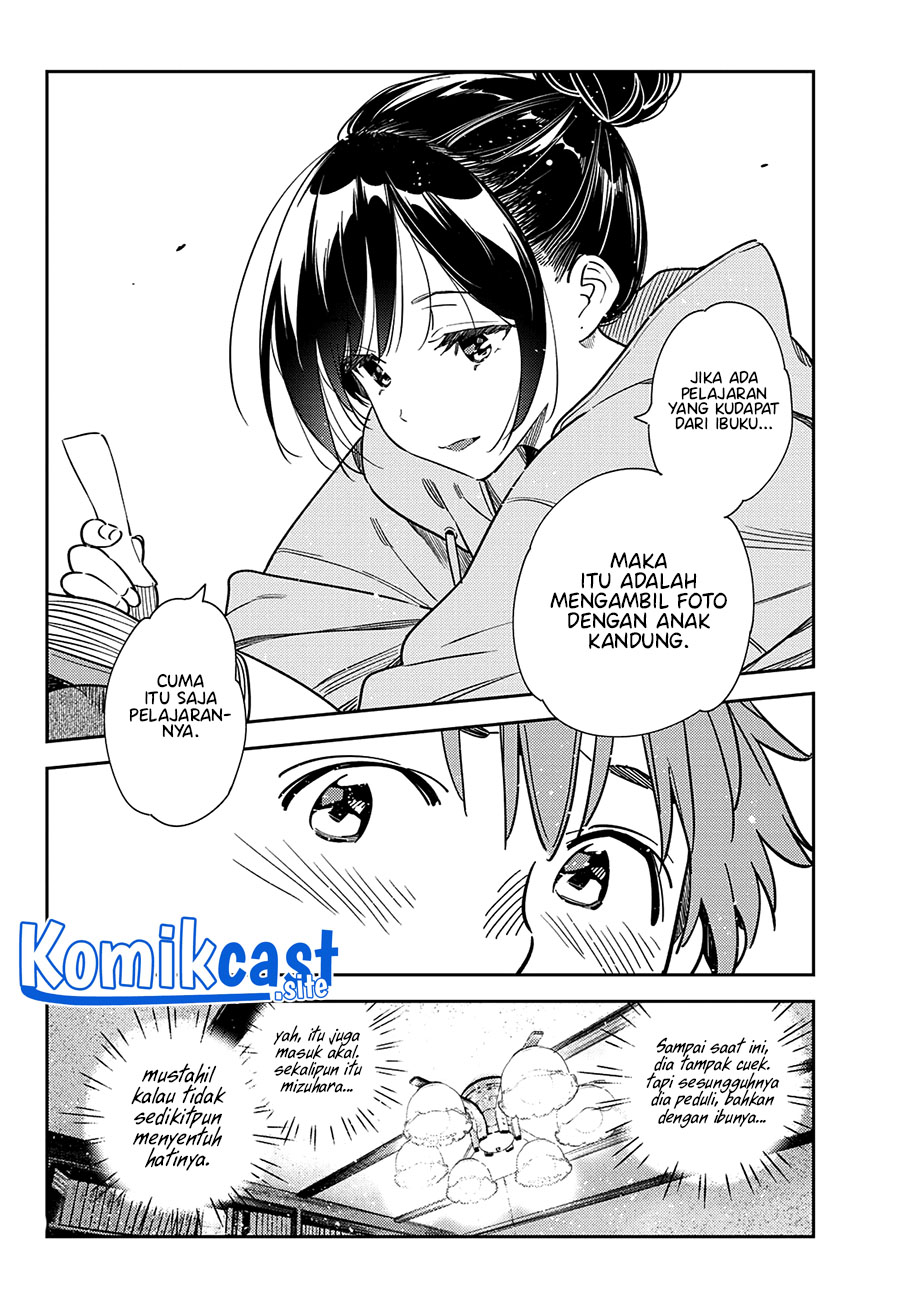 JIKA ADA
PELAJARAN
YANG KUDAPAT
DARI IBUKU...
MAKA
ITU ADALAH
MENGAMBIL FOTO
DENGAN ANAK
KANDUNG.
CUMA
ITU SAJA
PELAJARAN-
NYA.
Komikcast
.site
Sampai saat ini,
dia tampak cuek.
tapi sesungguhnya
dia peduli, bahkan
dengan ibunya...
yah, itu juga
masuk akal.
sekalipun itu
mizuhara...
mustahil
kalau tidak
sedikitpun
menyentuh
hatinya.